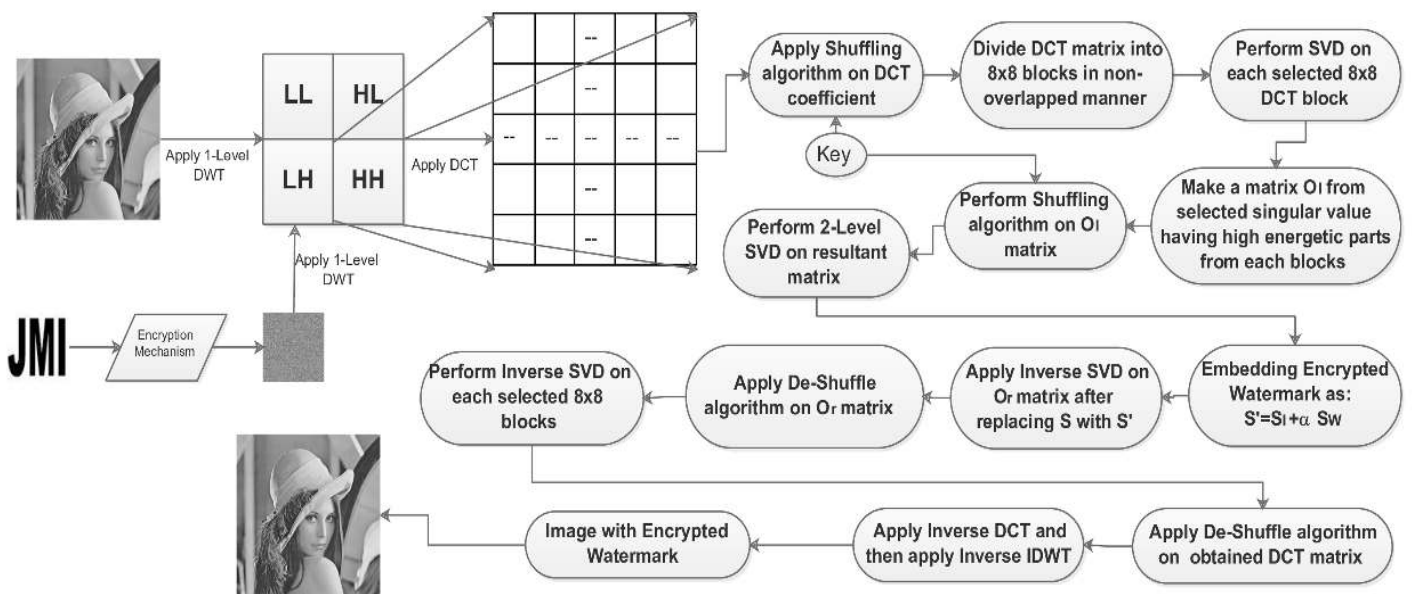 LL HL
LH HH
Apply 1-Level
DWT
Apply DCT
--
--
-- -- -- -- --
--
--
Apply Shuffling
algorithm on DCT
coefficient
Divide DCT matrix into
8x8 blocks in non-
overlapped manner
Perform SVD on
each selected 8x8
DCT block
Key
Make a matrix OI from
selected singular value
having high energetic parts
from each blocks
Perform Shuffling
algorithm on OI
matrix
Perform 2-Level
SVD on resultant
matrix
Apply 1-Level
DWT
JMI
Encryption
Mechanism
Embedding Encrypted
Watermark as:
S'=SI+α SW
Apply Inverse SVD on
Or matrix after
replacing S with S'
Apply De-Shuffle
algorithm on Or matrix
Perform Inverse SVD on
each selected 8x8
blocks
Apply De-Shuffle algorithm
on obtained DCT matrix
Apply Inverse DCT and
then apply Inverse IDWT
Image with Encrypted
Watermark